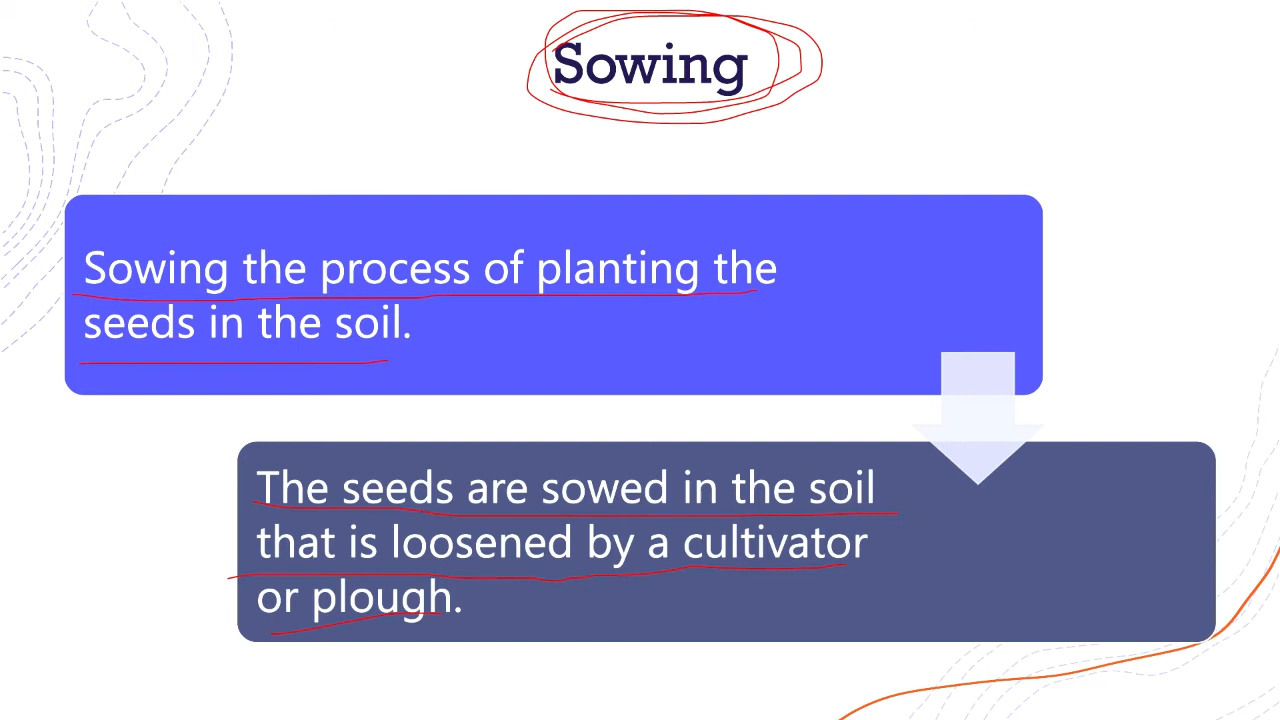 Sowing
Sowing the process of planting the
seeds in the soil.
The seeds are sowed in the soil
that is loosened by a cultivator
or plough.